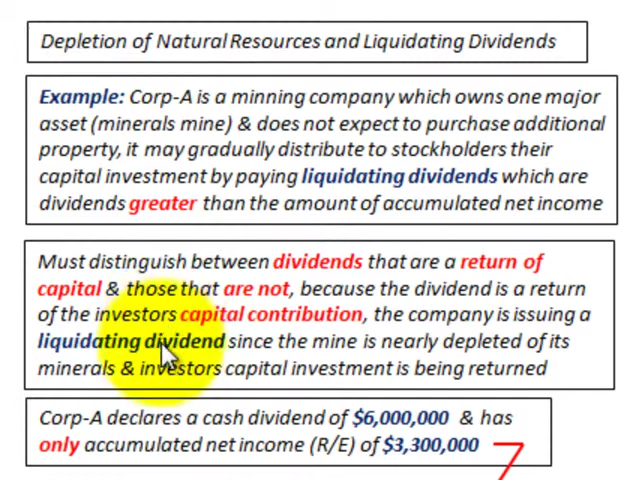 Depletion of Natural Resources and Liquidating Dividends
Example: Corp-A is a minning company which owns one major
asset (minerals mine) & does not expect to purchase additional
property, it may gradually distribute to stockholders their
capital investment by paying liquidating dividends which are
dividends greater than the amount of accumulated net income
Must distinguish between dividends that are a return of
capital & those that are not, because the dividend is a return
of the investors capital contribution, the company is issuing a
liquidating dividend since the mine is nearly depleted of its
minerals & investors capital investment is being returned
Corp-A declares a cash dividend of $6,000,000 & has
only accumulated net income (R/E) of $3,300,000